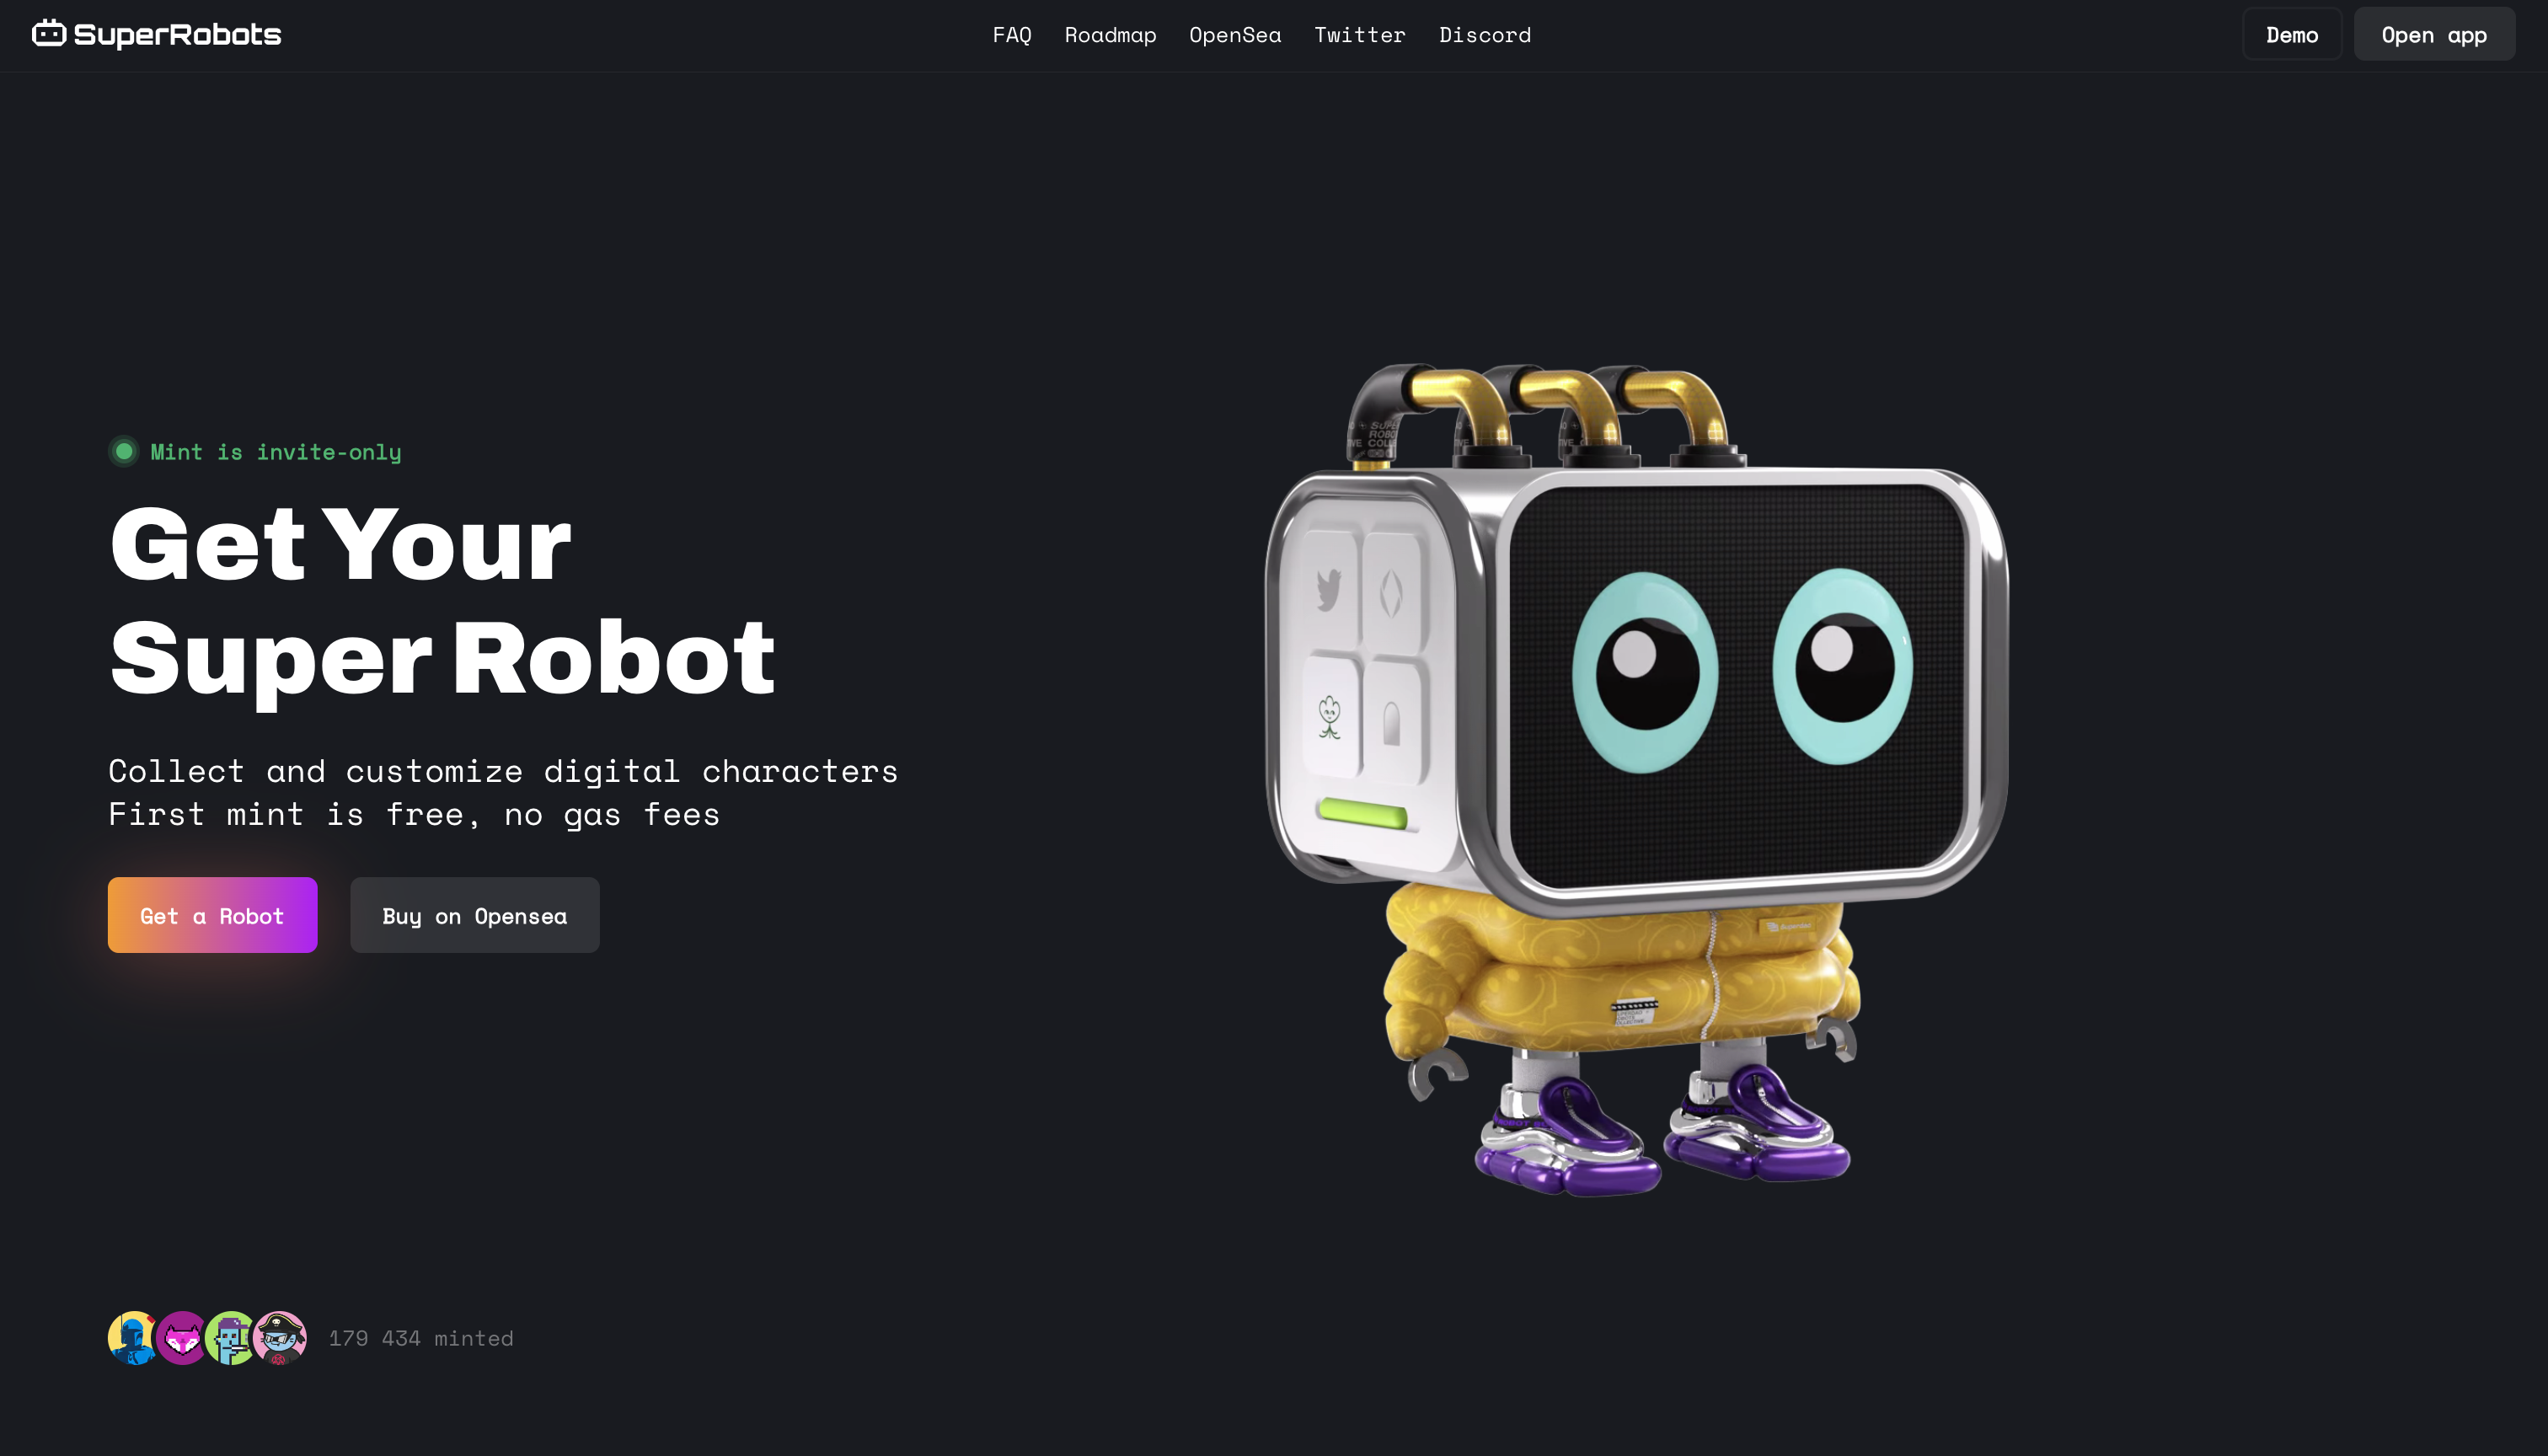 SuperRobots
FAQ Roadmap OpenSea Twitter Discord
Demo Open app
Mint is invite-only
Get Your
Super Robot
Collect and customize digital characters
First mint is free, no gas fees
Get a Robot Buy on Opensea
179 434 minted